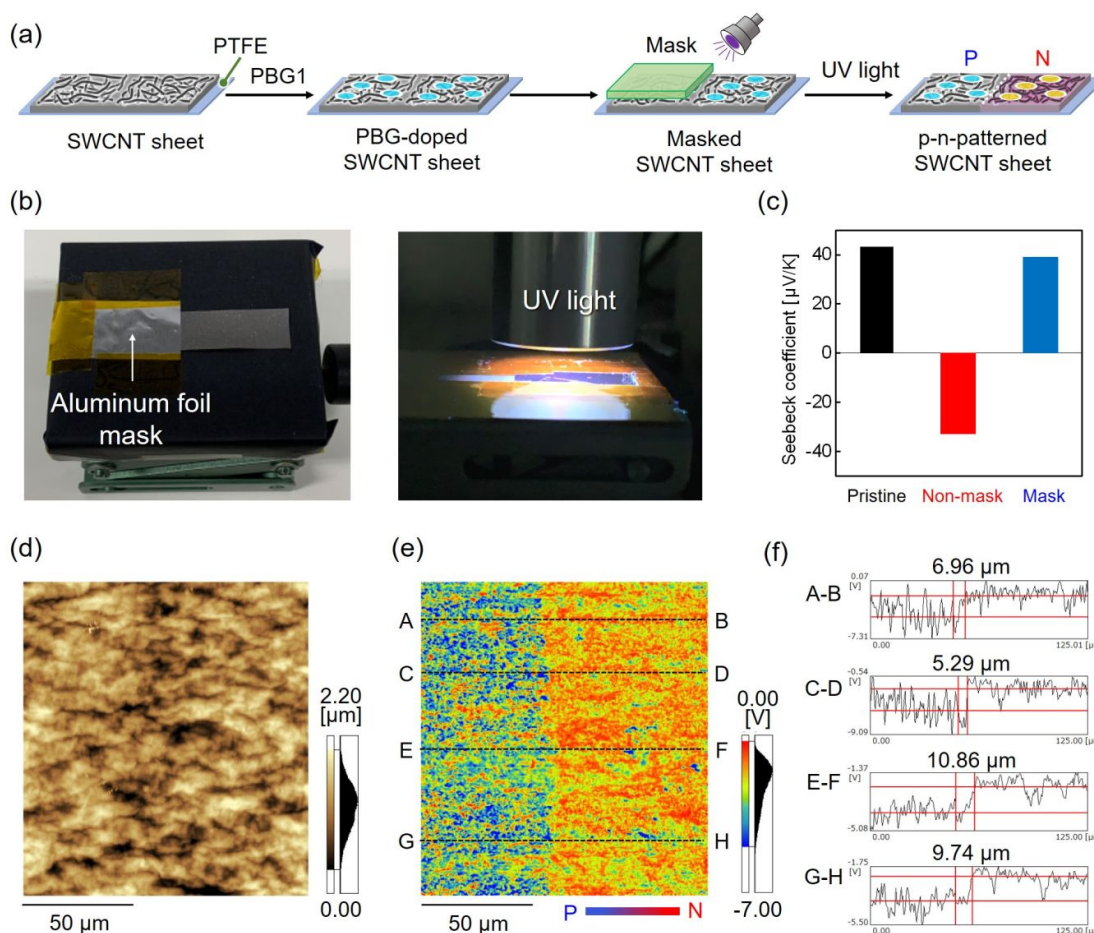 (a)
PTFE
PBG1
Mask
UV light
P N
SWCNT sheet
PBG-doped
SWCNT sheet
Masked
SWCNT sheet
p-n-patterned
SWCNT sheet
(b)
Aluminum foil
mask
UV light
(c)
Seebeck coefficient [µV/K]
40
20
0
-20
-40
Pristine Non-mask Mask
(d)
2.20
[µm]
0.00
50 µm
(e)
A B
C D
E F
G H
0.00
[V]
-7.00
50 µm
P N
(f)
6.96 µm
A-B
0.07
[V]
-7.31
0.00 125.01 [µ
5.29 µm
C-D
-0.54
[V]
-9.09
0.00 125.00 [µ
10.86 µm
E-F
-1.37
[V]
-5.08
0.00 125.00 [µ
9.74 µm
G-H
-1.75
[V]
-5.50
0.00 125.00 [µ